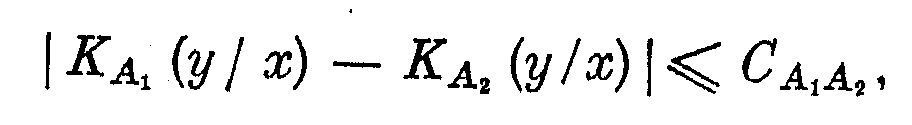 | K_{A_1} (y / x) — K_{A_2} (y/x) | ⩽ C_{A_1 A_2},